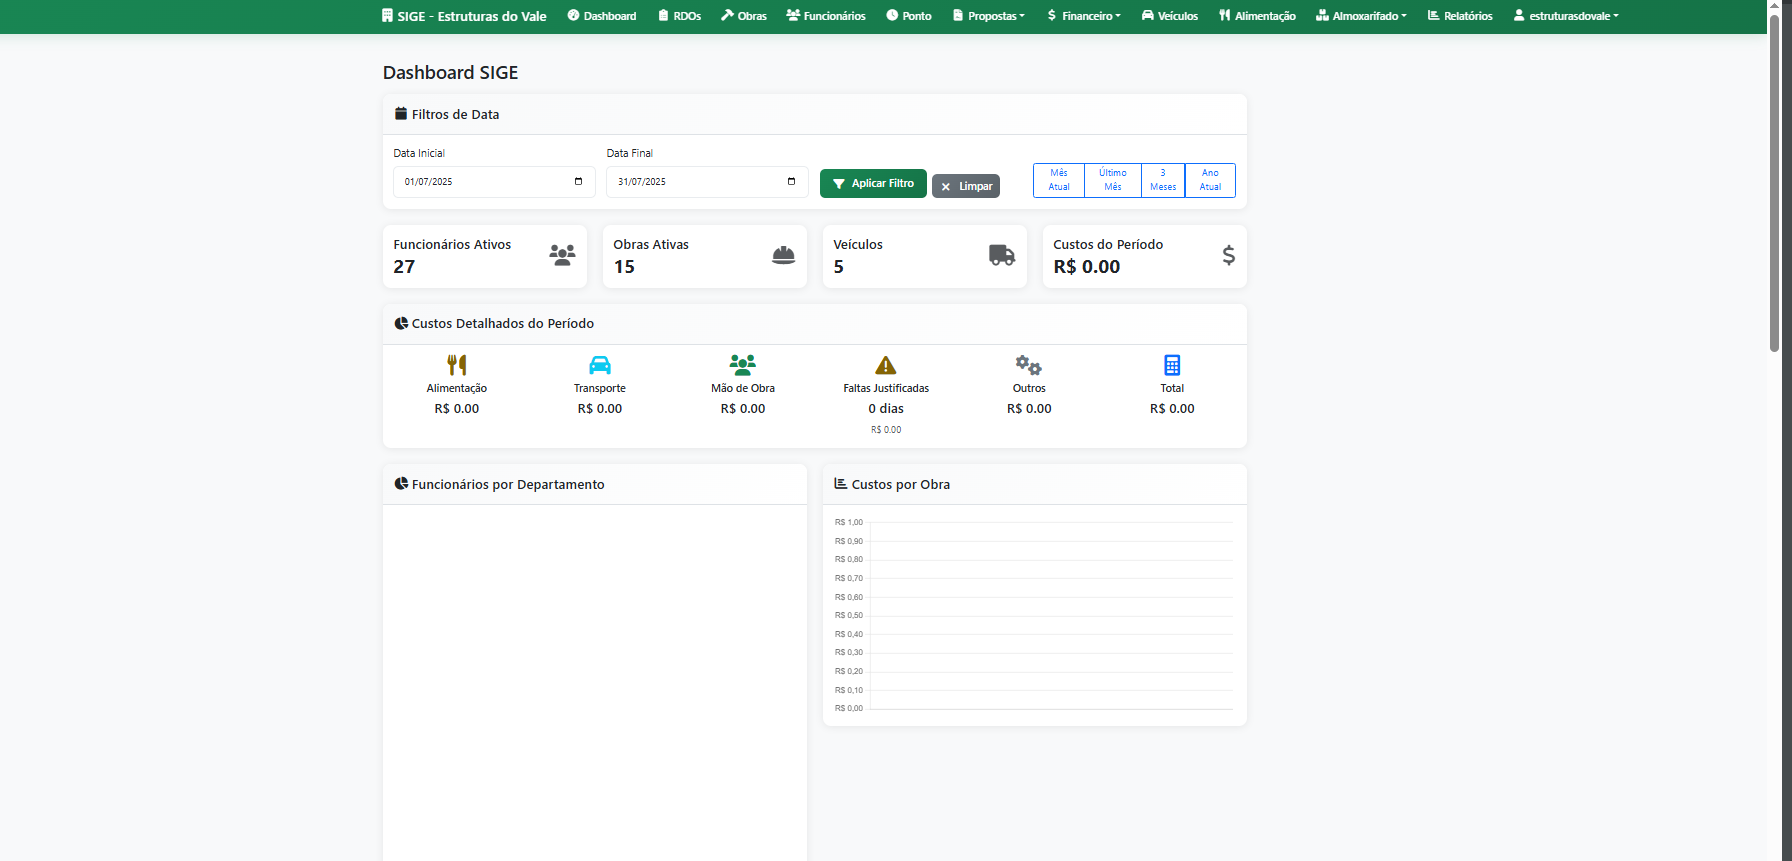 SIGE - Estruturas do Vale Dashboard RDOs Obras Funcionários Ponto Propostas Financeiro Veículos Alimentação Almoxarifado Relatórios estruturasdovale
Dashboard SIGE
Filtros de Data
Data Inicial Data Final
01/07/2025 31/07/2025 Aplicar Filtro Limpar
Mês Atual Último Mês 3 Meses Ano Atual
Funcionários Ativos
27
Obras Ativas
15
Veículos
5
Custos do Período
R$ 0.00
Custos Detalhados do Período
Alimentação Transporte Mão de Obra Faltas Justificadas Outros Total
R$ 0.00 R$ 0.00 R$ 0.00 0 dias R$ 0.00 R$ 0.00
R$ 0.00
Funcionários por Departamento
Custos por Obra
R$ 1,00
R$ 0,90
R$ 0,80
R$ 0,70
R$ 0,60
R$ 0,50
R$ 0,40
R$ 0,30
R$ 0,20
R$ 0,10
R$ 0,00